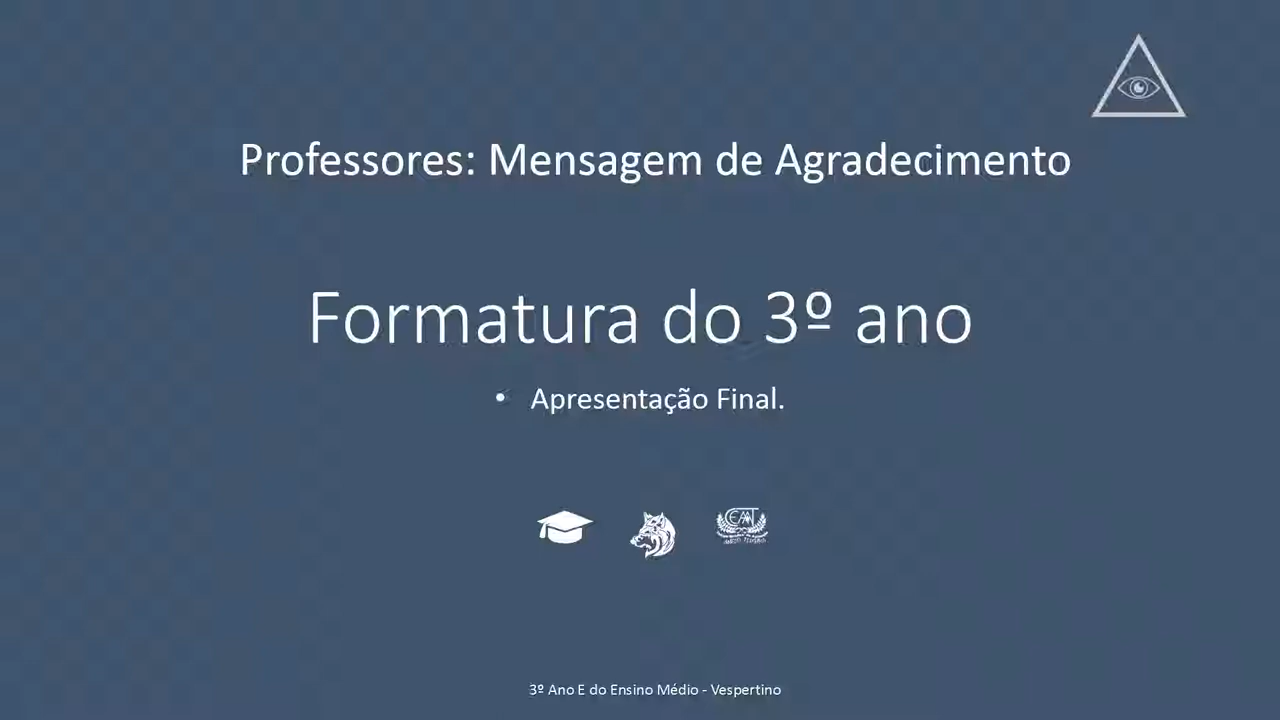 Professores: Mensagem de Agradecimento
Formatura do 3º ano
• Apresentação Final.
3º Ano E do Ensino Médio - Vespertino